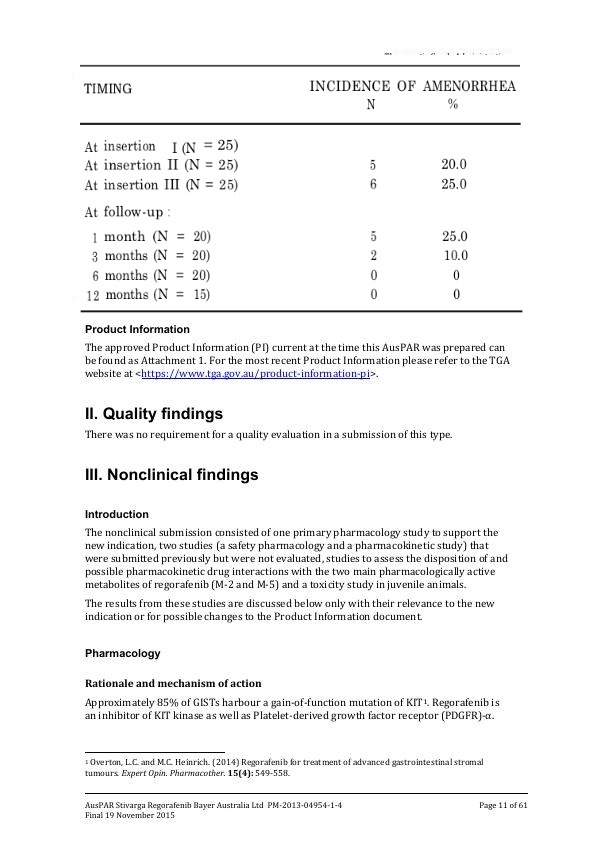 TIMING INCIDENCE OF AMENORRHEA
N %
At insertion I (N = 25)
At insertion II (N = 25) 5 20.0
At insertion III (N = 25) 6 25.0
At follow-up :
1 month (N = 20) 5 25.0
3 months (N = 20) 2 10.0
6 months (N = 20) 0 0
12 months (N = 15) 0 0
Product Information
The approved Product Information (PI) current at the time this AusPAR was prepared can
be found as Attachment 1. For the most recent Product Information please refer to the TGA
website at <https://www.tga.gov.au/product-information-pi>.
II. Quality findings
There was no requirement for a quality evaluation in a submission of this type.
III. Nonclinical findings
Introduction
The nonclinical submission consisted of one primary pharmacology study to support the
new indication, two studies (a safety pharmacology and a pharmacokinetic study) that
were submitted previously but were not evaluated, studies to assess the disposition of and
possible pharmacokinetic drug interactions with the two main pharmacologically active
metabolites of regorafenib (M-2 and M-5) and a toxicity study in juvenile animals.
The results from these studies are discussed below only with their relevance to the new
indication or for possible changes to the Product Information document.
Pharmacology
Rationale and mechanism of action
Approximately 85% of GISTs harbour a gain-of-function mutation of KIT¹. Regorafenib is
an inhibitor of KIT kinase as well as Platelet-derived growth factor receptor (PDGFR)-α.
¹ Overton, L.C. and M.C. Heinrich. (2014) Regorafenib for treatment of advanced gastrointestinal stromal
tumours. Expert Opin. Pharmacother. 15(4): 549-558.
AusPAR Stivarga Regorafenib Bayer Australia Ltd PM-2013-04954-1-4 Page 11 of 61
Final 19 November 2015